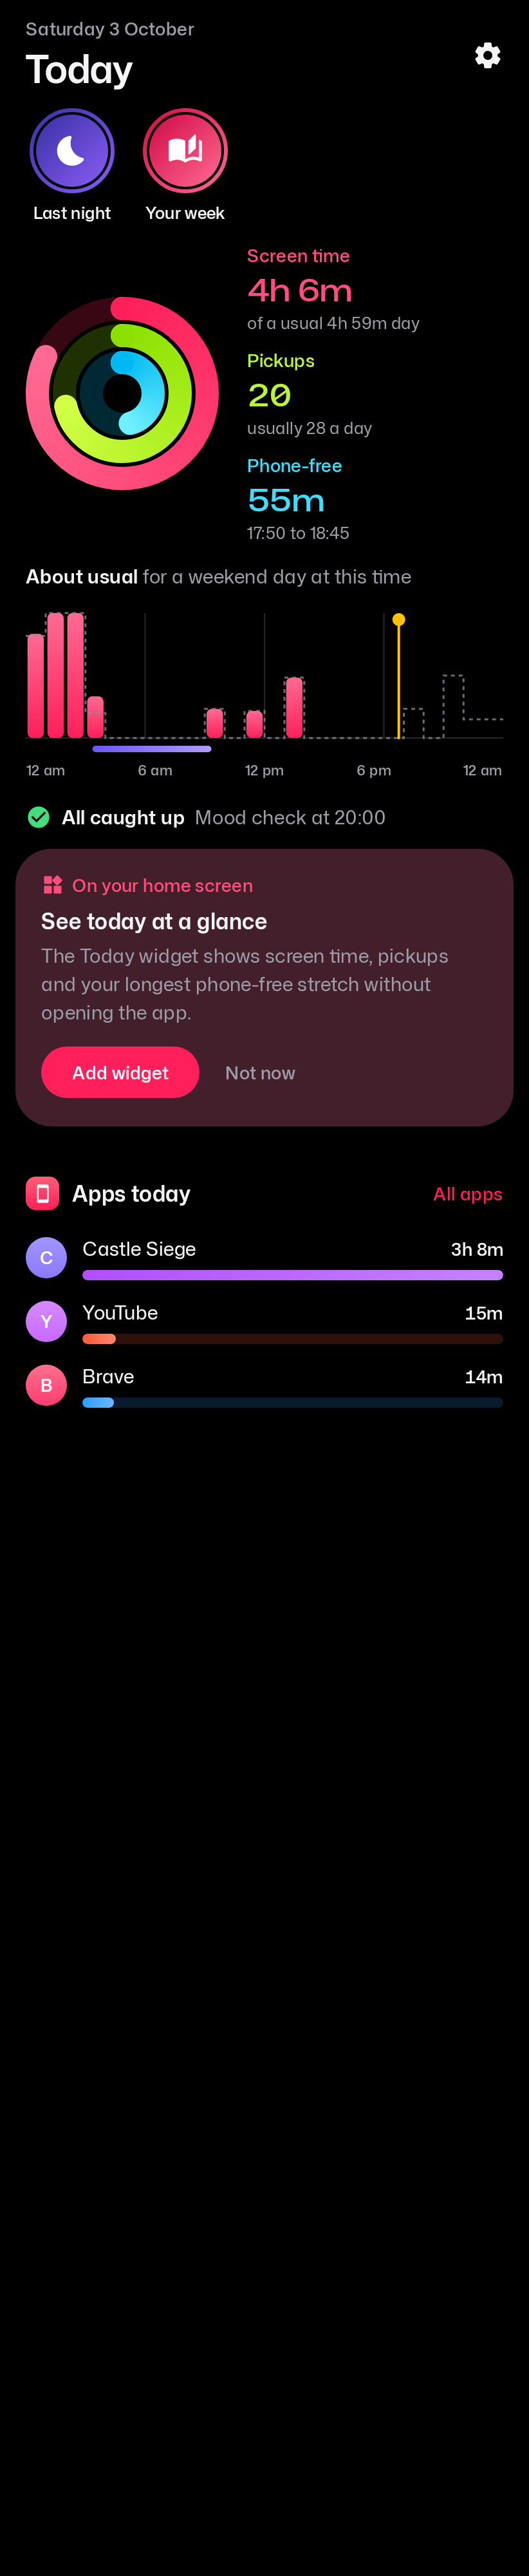 Saturday 3 October
Today
Last night
Your week
Screen time
4h 6m
of a usual 4h 59m day
Pickups
20
usually 28 a day
Phone-free
55m
17:50 to 18:45
About usual for a weekend day at this time
12 am 6 am 12 pm 6 pm 12 am
All caught up Mood check at 20:00
On your home screen
See today at a glance
The Today widget shows screen time, pickups
and your longest phone-free stretch without
opening the app.
Add widget Not now
Apps today All apps
C Castle Siege 3h 8m
Y YouTube 15m
B Brave 14m